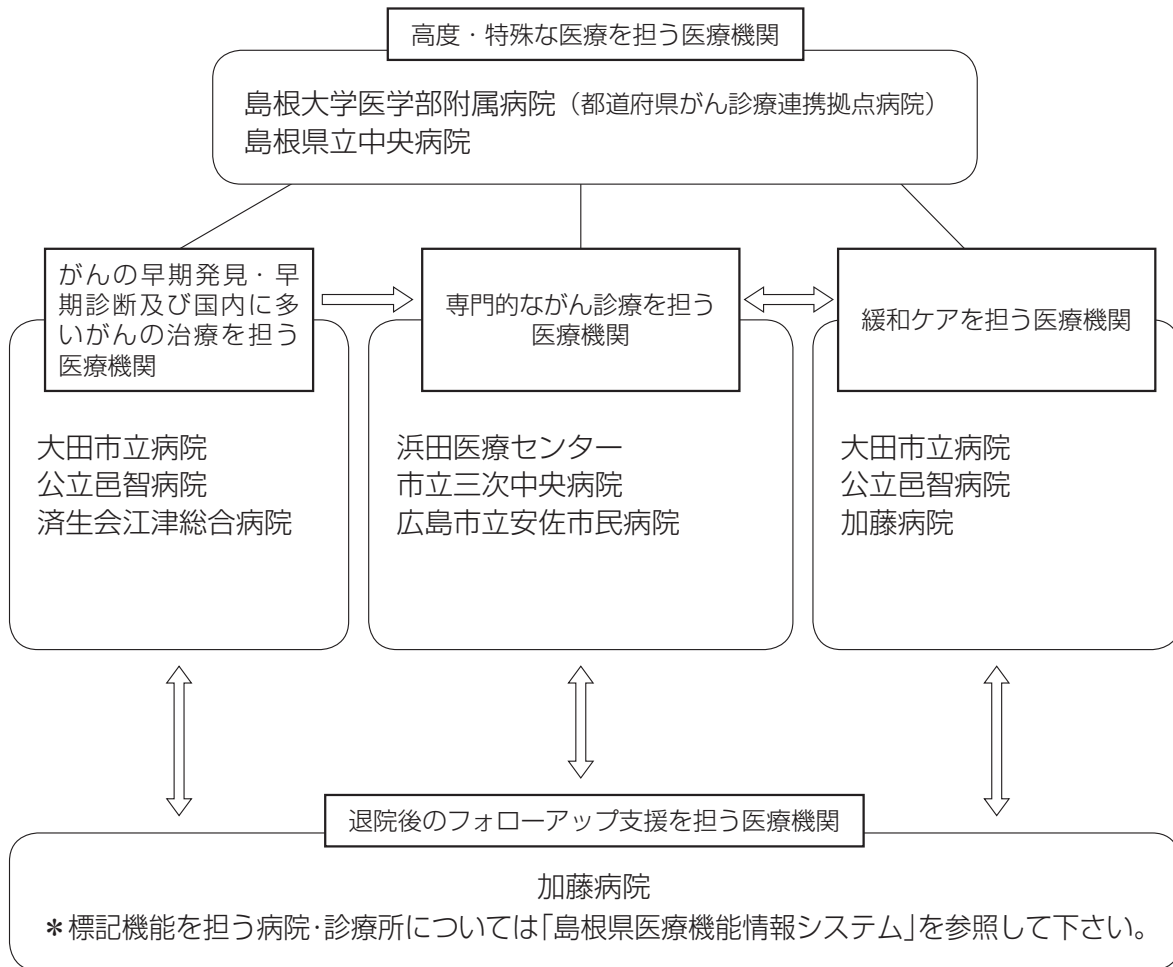 高度・特殊な医療を担う医療機関
島根大学医学部附属病院（都道府県がん診療連携拠点病院）
島根県立中央病院
がんの早期発見・早
期診断及び国内に多
いがんの治療を担う
医療機関
大田市立病院
公立邑智病院
済生会江津総合病院
専門的ながん診療を担う
医療機関
浜田医療センター
市立三次中央病院
広島市立安佐市民病院
緩和ケアを担う医療機関
大田市立病院
公立邑智病院
加藤病院
退院後のフォローアップ支援を担う医療機関
加藤病院
＊標記機能を担う病院･診療所については｢島根県医療機能情報システム｣を参照して下さい。